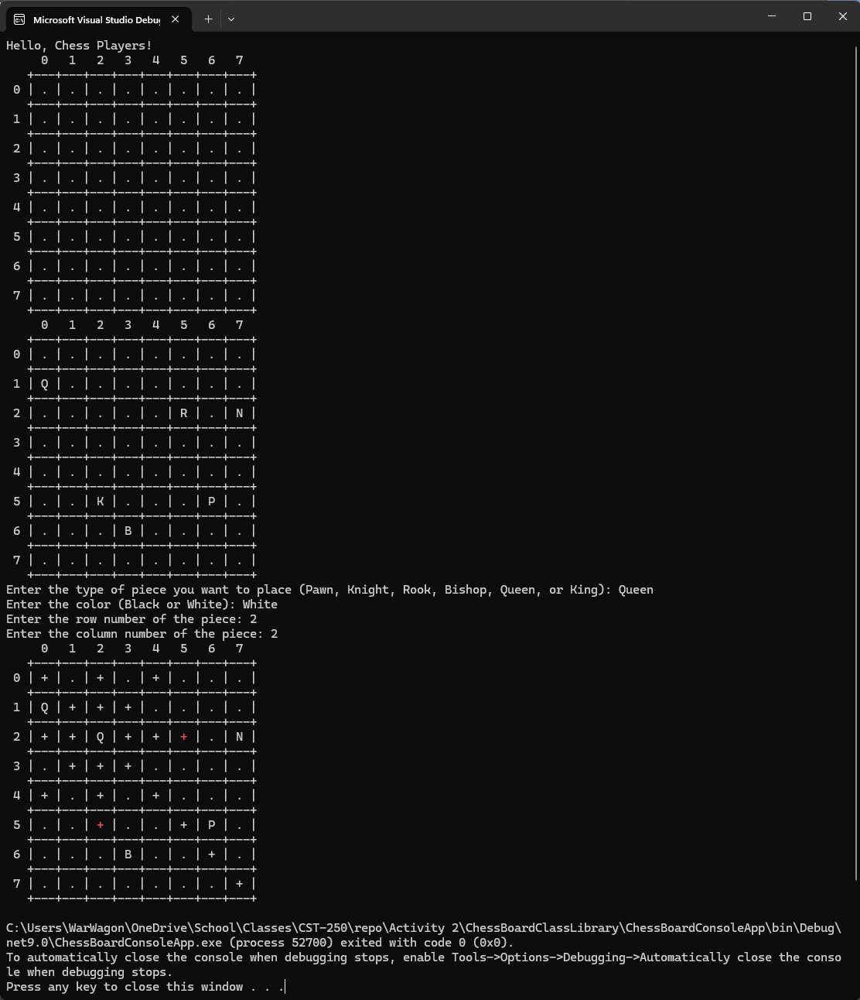 Microsoft Visual Studio Debu
Hello, Chess Players!
     0   1   2   3   4   5   6   7
   +---+---+---+---+---+---+---+---+
 0 | . | . | . | . | . | . | . | . |
   +---+---+---+---+---+---+---+---+
 1 | . | . | . | . | . | . | . | . |
   +---+---+---+---+---+---+---+---+
 2 | . | . | . | . | . | . | . | . |
   +---+---+---+---+---+---+---+---+
 3 | . | . | . | . | . | . | . | . |
   +---+---+---+---+---+---+---+---+
 4 | . | . | . | . | . | . | . | . |
   +---+---+---+---+---+---+---+---+
 5 | . | . | . | . | . | . | . | . |
   +---+---+---+---+---+---+---+---+
 6 | . | . | . | . | . | . | . | . |
   +---+---+---+---+---+---+---+---+
 7 | . | . | . | . | . | . | . | . |
   +---+---+---+---+---+---+---+---+
     0   1   2   3   4   5   6   7
   +---+---+---+---+---+---+---+---+
 0 | . | . | . | . | . | . | . | . |
   +---+---+---+---+---+---+---+---+
 1 | Q | . | . | . | . | . | . | . |
   +---+---+---+---+---+---+---+---+
 2 | . | . | . | . | . | R | . | N |
   +---+---+---+---+---+---+---+---+
 3 | . | . | . | . | . | . | . | . |
   +---+---+---+---+---+---+---+---+
 4 | . | . | . | . | . | . | . | . |
   +---+---+---+---+---+---+---+---+
 5 | . | . | K | . | . | . | P | . |
   +---+---+---+---+---+---+---+---+
 6 | . | . | . | B | . | . | . | . |
   +---+---+---+---+---+---+---+---+
 7 | . | . | . | . | . | . | . | . |
   +---+---+---+---+---+---+---+---+
Enter the type of piece you want to place (Pawn, Knight, Rook, Bishop, Queen, or King): Queen
Enter the color (Black or White): White
Enter the row number of the piece: 2
Enter the column number of the piece: 2
     0   1   2   3   4   5   6   7
   +---+---+---+---+---+---+---+---+
 0 | + | . | + | . | + | . | . | . |
   +---+---+---+---+---+---+---+---+
 1 | Q | + | + | + | . | . | . | . |
   +---+---+---+---+---+---+---+---+
 2 | + | + | Q | + | + | + | . | N |
   +---+---+---+---+---+---+---+---+
 3 | . | + | + | + | . | . | . | . |
   +---+---+---+---+---+---+---+---+
 4 | + | . | + | . | + | . | . | . |
   +---+---+---+---+---+---+---+---+
 5 | . | . | + | . | . | + | P | . |
   +---+---+---+---+---+---+---+---+
 6 | . | . | . | B | . | . | + | . |
   +---+---+---+---+---+---+---+---+
 7 | . | . | . | . | . | . | . | + |
   +---+---+---+---+---+---+---+---+
C:\Users\WarWagon\OneDrive\School\Classes\CST-250\repo\Activity 2\ChessBoardClassLibrary\ChessBoardConsoleApp\bin\Debug\
net9.0\ChessBoardConsoleApp.exe (process 52700) exited with code 0 (0x0).
To automatically close the console when debugging stops, enable Tools->Options->Debugging->Automatically close the conso
le when debugging stops.
Press any key to close this window . . .